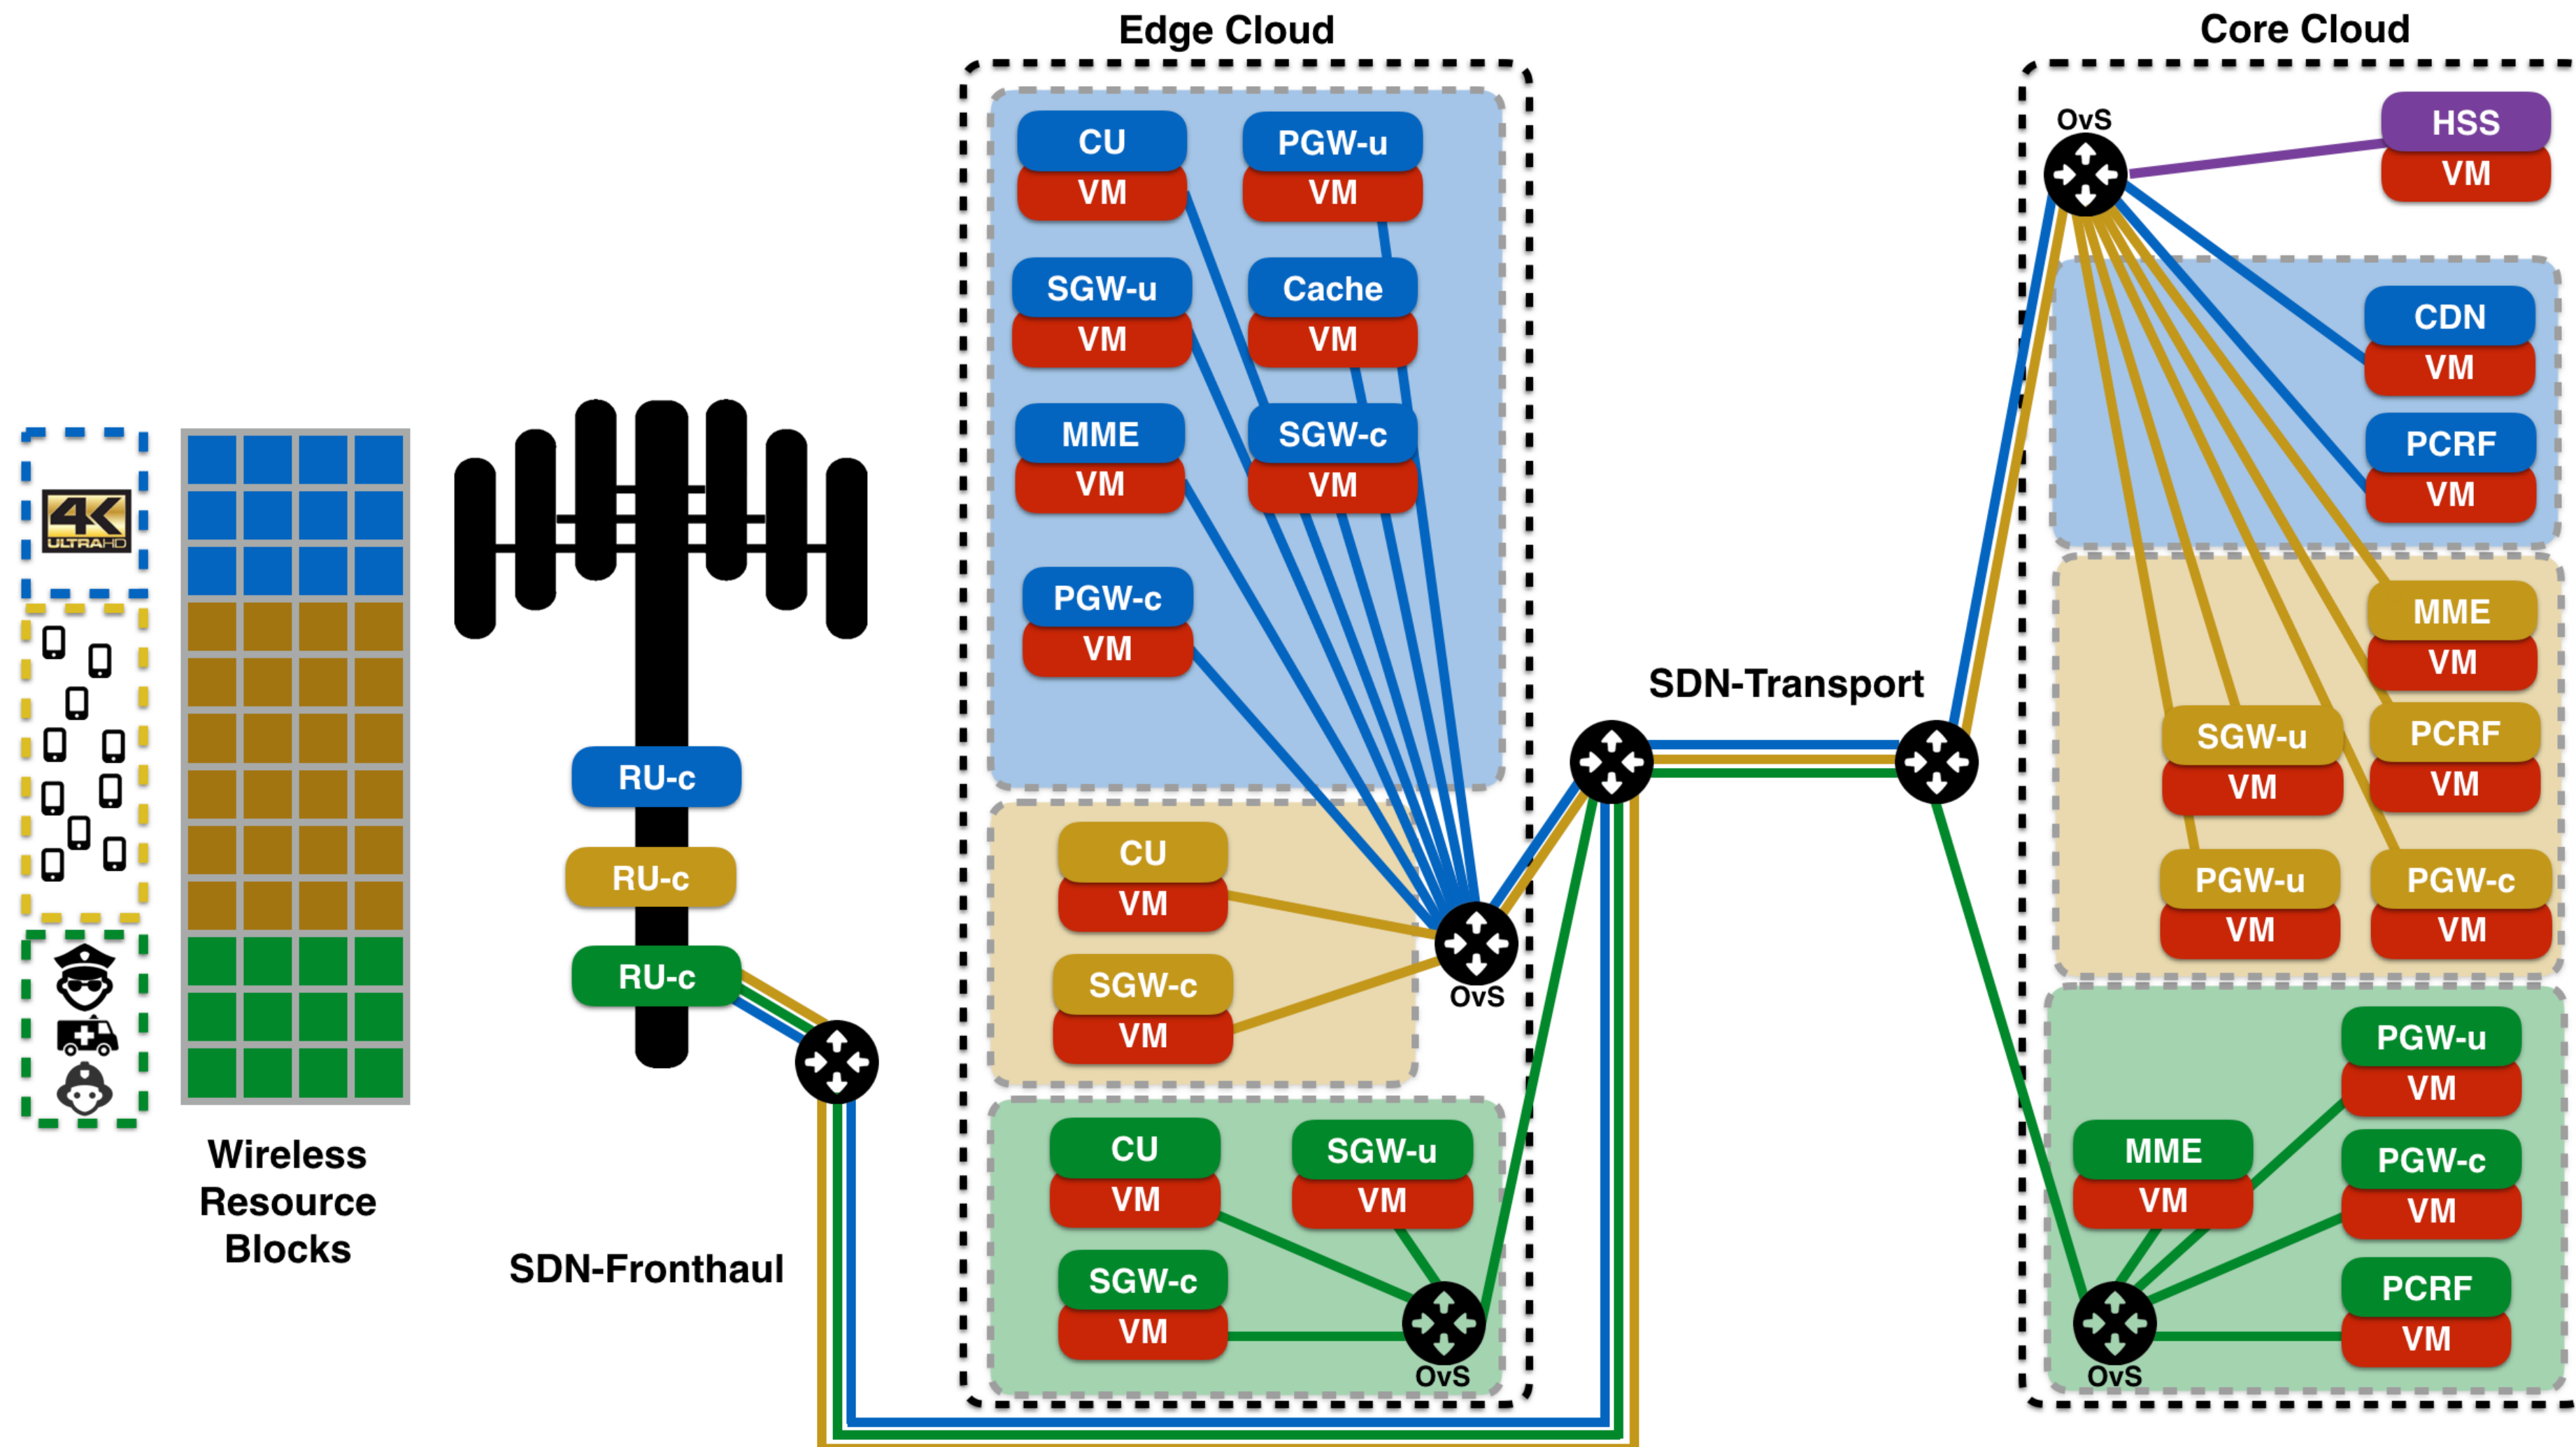 Edge Cloud
Core Cloud
4K
ULTRAHD
Wireless
Resource
Blocks
RU-c
RU-c
RU-c
SDN-Fronthaul
CU
VM
PGW-u
VM
SGW-u
VM
Cache
VM
MME
VM
SGW-c
VM
PGW-c
VM
CU
VM
SGW-c
VM
OvS
CU
VM
SGW-u
VM
SGW-c
VM
OvS
SDN-Transport
OvS
HSS
VM
CDN
VM
PCRF
VM
MME
VM
SGW-u
VM
PCRF
VM
PGW-u
VM
PGW-c
VM
PGW-u
VM
MME
VM
PGW-c
VM
PCRF
VM
OvS